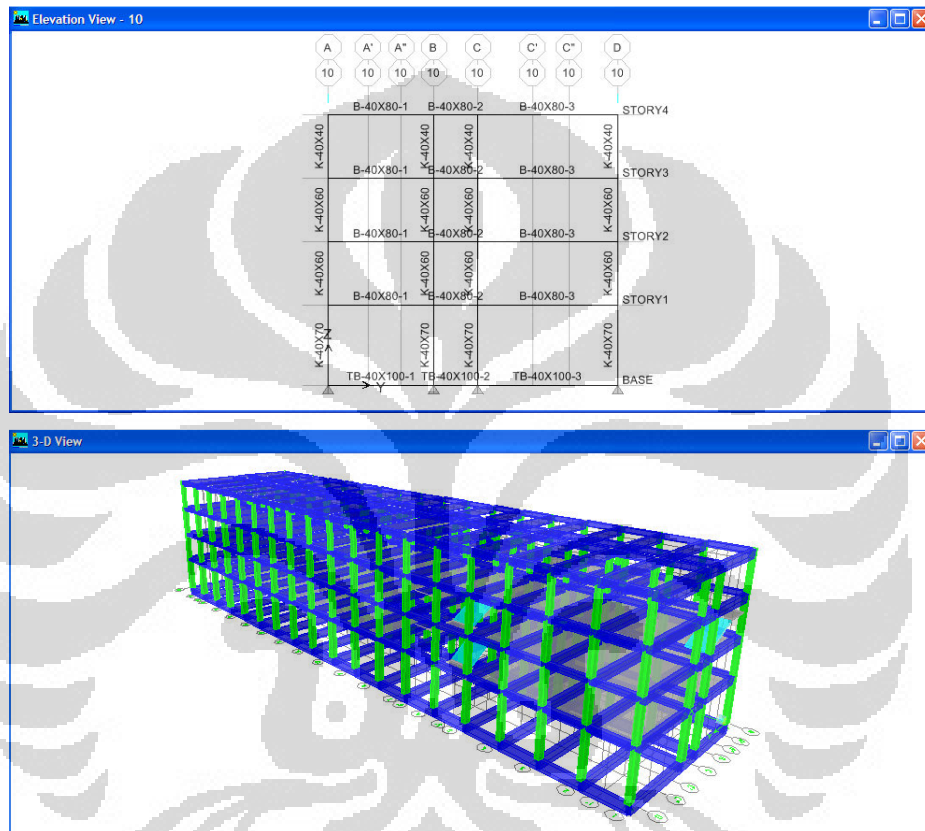 Elevation View - 10
A A' A" B C C' C" D
10 10 10 10 10 10 10 10
B-40X80-1 B-40X80-2 B-40X80-3 STORY4
K-40X40 K-40X40 K-40X40 K-40X40
B-40X80-1 B-40X80-2 B-40X80-3 STORY3
K-40X60 K-40X60 K-40X60 K-40X60
B-40X80-1 B-40X80-2 B-40X80-3 STORY2
K-40X60 K-40X60 K-40X60 K-40X60
B-40X80-1 B-40X80-2 B-40X80-3 STORY1
K-40X70 K-40X70 K-40X70 K-40X70
Z
TB-40X100-1 TB-40X100-2 TB-40X100-3 BASE
Y
3-D View